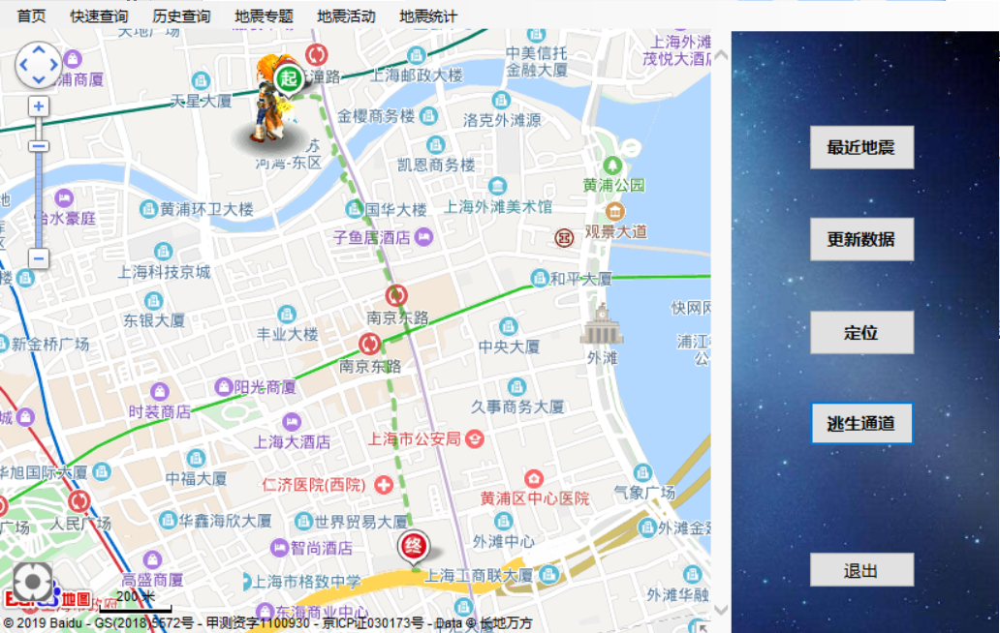 首页 快速查询 历史查询 地震专题 地震活动 地震统计
上海外滩
茂悦大酒店
中美信托
金融大厦
上海邮政大楼
潼路
浦商厦
天星大厦
起
金樱商务楼
洛克外滩源
河湾-东区
凯恩商务楼
黄浦公园
最近地震
怡水豪庭
黄浦环卫大楼
国华大楼
上海外滩美术馆
观景大道
子鱼居酒店
更新数据
上海科技京城
和平大厦
东银大厦
丰业大楼
南京东路
快网
新金桥广场
中央大厦
外滩
浦江
定位
南京东路
阳光商厦
时装商店
久事商务大厦
城
上海大酒店
上海市公安局
逃生通道
华旭国际大厦
中福大厦
仁济医院(西院)
黄浦区中心医院
气象广场
广场
人民广场
华鑫海欣大厦
世界贸易大厦
外滩中心
外滩金
智尚酒店
终
高盛商厦
上海市格致中学
上海工商联大厦
外滩华融
退出
地图
200 米
东海商业中心
© 2019 Baidu - GS(2018)5572号 - 甲测资字1100930 - 京ICP证030173号 - Data © 长地万方